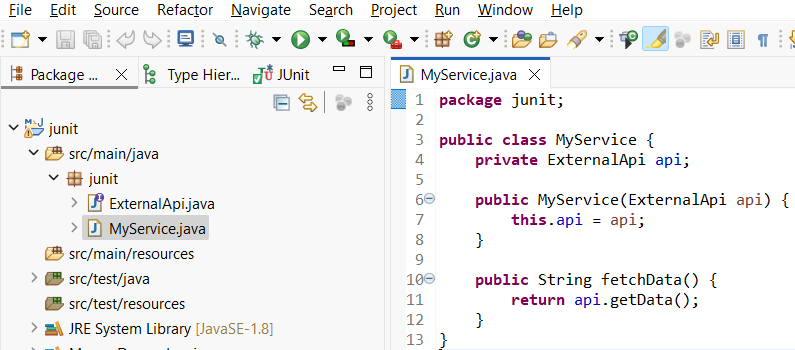 File Edit Source Refactor Navigate Search Project Run Window Help
Package ... Type Hier... JUnit
junit
src/main/java
junit
ExternalApi.java
MyService.java
src/main/resources
src/test/java
src/test/resources
JRE System Library [JavaSE-1.8]
MyService.java
1 package junit;
2
3 public class MyService {
4     private ExternalApi api;
5
6     public MyService(ExternalApi api) {
7         this.api = api;
8     }
9
10     public String fetchData() {
11         return api.getData();
12     }
13 }